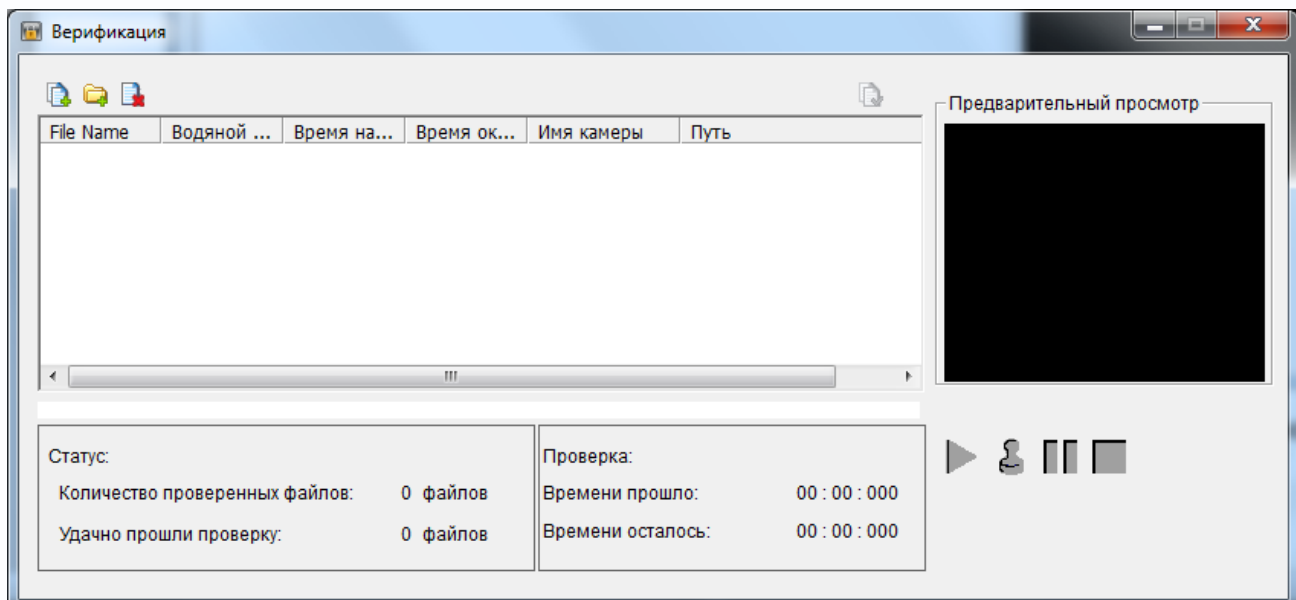 Верификация
Предварительный просмотр
File Name Водяной ... Время на... Время ок... Имя камеры Путь
Статус:
Количество проверенных файлов: 0 файлов
Удачно прошли проверку: 0 файлов
Проверка:
Времени прошло: 00 : 00 : 000
Времени осталось: 00 : 00 : 000